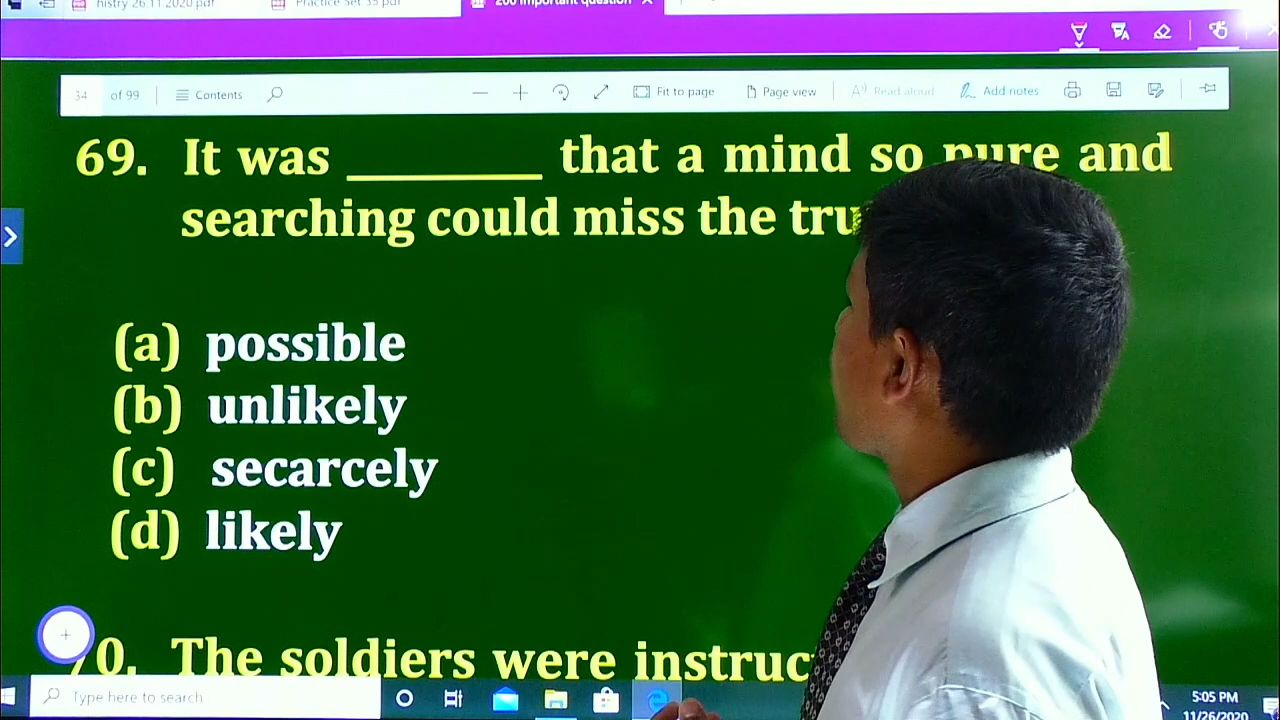 histry 26 11 2020.pdf Practice Set 35 pdf 200 important question
34 of 99 Contents Fit to page Page view Read aloud Add notes
69. It was ________ that a mind so pure and
searching could miss the
(a) possible
(b) unlikely
(c) secarcely
(d) likely
70. The soldiers were
Type here to search 5:05 PM
11/26/2020